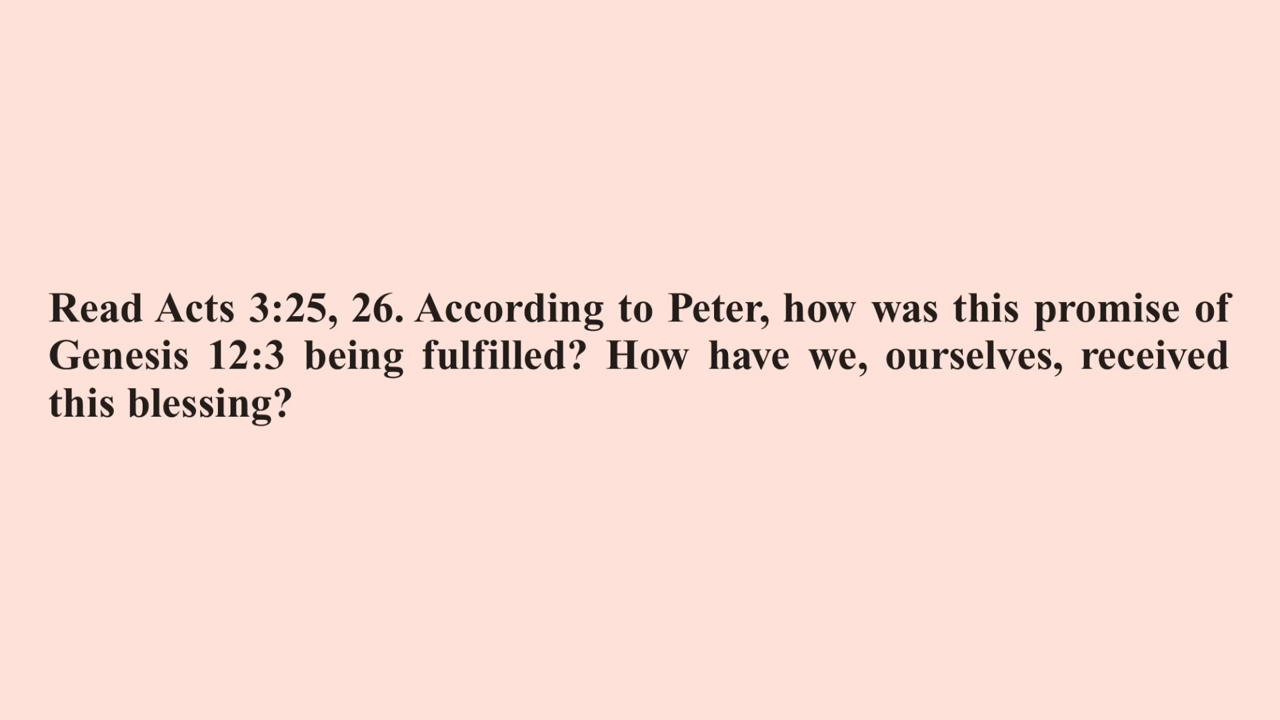 Read Acts 3:25, 26. According to Peter, how was this promise of
Genesis 12:3 being fulfilled? How have we, ourselves, received
this blessing?